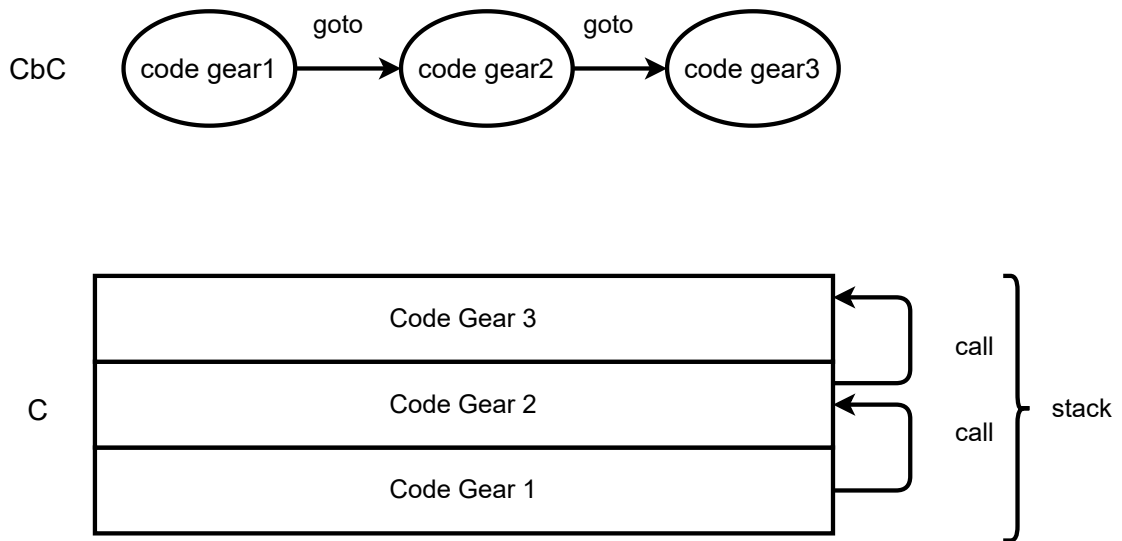 goto
goto
CbC
code gear1
code gear2
code gear3
Code Gear 3
call
C
Code Gear 2
stack
call
Code Gear 1